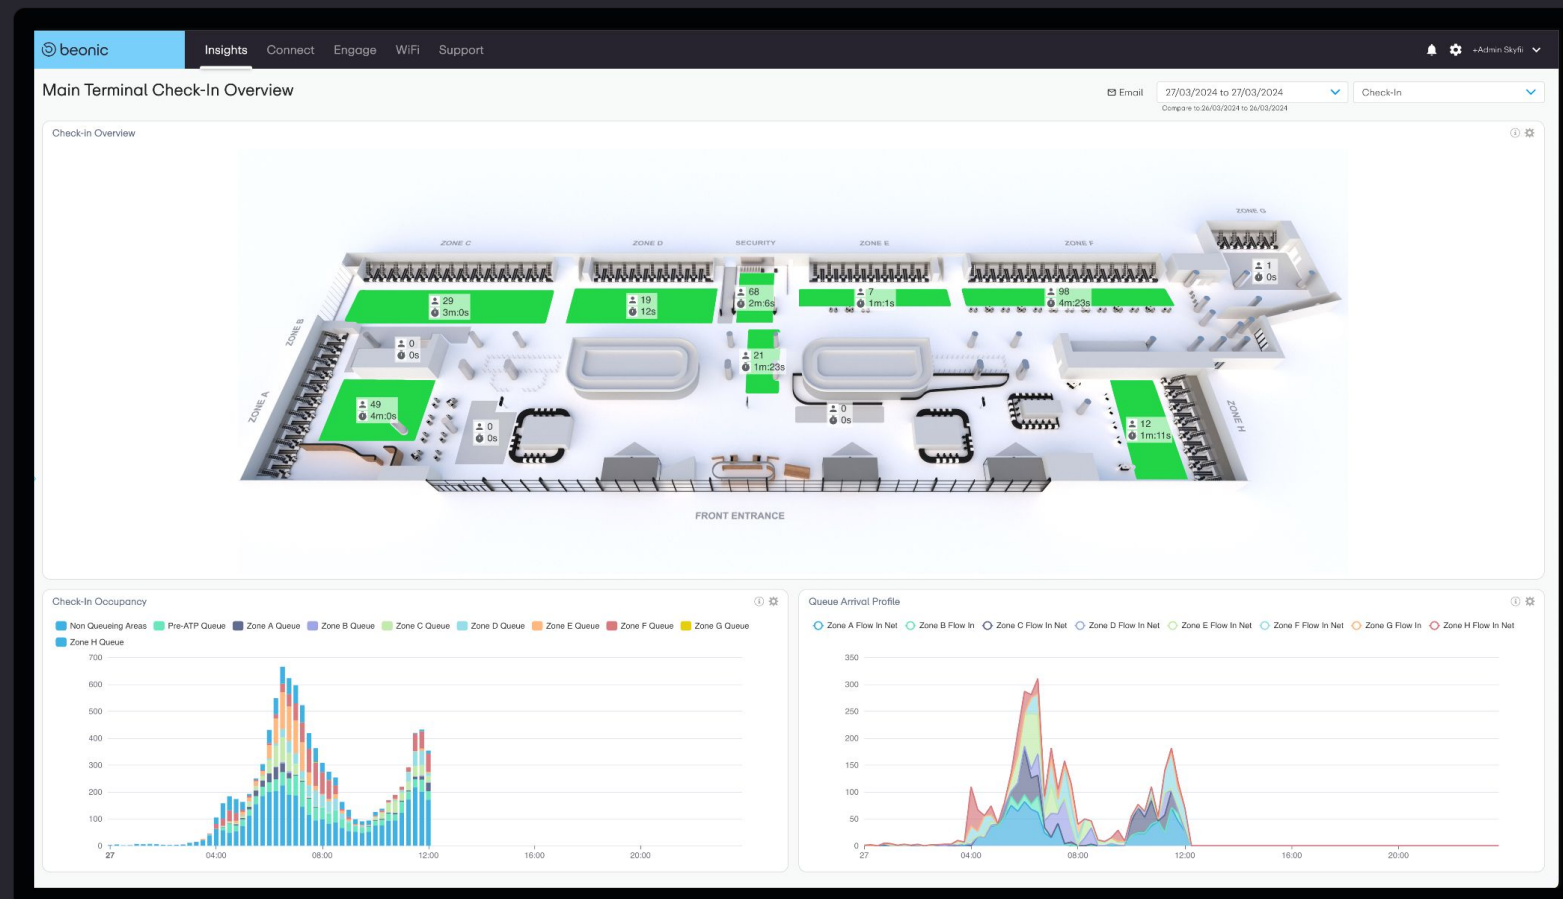 beonic
Insights Connect Engage WiFi Support
+Admin Skyfii
Main Terminal Check-In Overview
Email
27/03/2024 to 27/03/2024
Check-In
Compare to:26/03/2024 to 26/03/2024
Check-in Overview
ZONE G
ZONE C
ZONE D
SECURITY
ZONE E
ZONE F
1
0s
29
3m:0s
19
12s
68
2m:6s
7
1m:1s
98
4m:23s
ZONE B
0
0s
21
1m:23s
ZONE A
49
4m:0s
0
0s
0
0s
12
1m:11s
ZONE H
FRONT ENTRANCE
Check-In Occupancy
Non Queueing Areas Pre-ATP Queue Zone A Queue Zone B Queue Zone C Queue Zone D Queue Zone E Queue Zone F Queue Zone G Queue
Zone H Queue
700
600
500
400
300
200
100
0
27 04:00 08:00 12:00 16:00 20:00
Queue Arrival Profile
Zone A Flow In Net Zone B Flow In Zone C Flow In Net Zone D Flow In Net Zone E Flow In Net Zone F Flow In Net Zone G Flow In Zone H Flow In Net
350
300
250
200
150
100
50
0
27 04:00 08:00 12:00 16:00 20:00